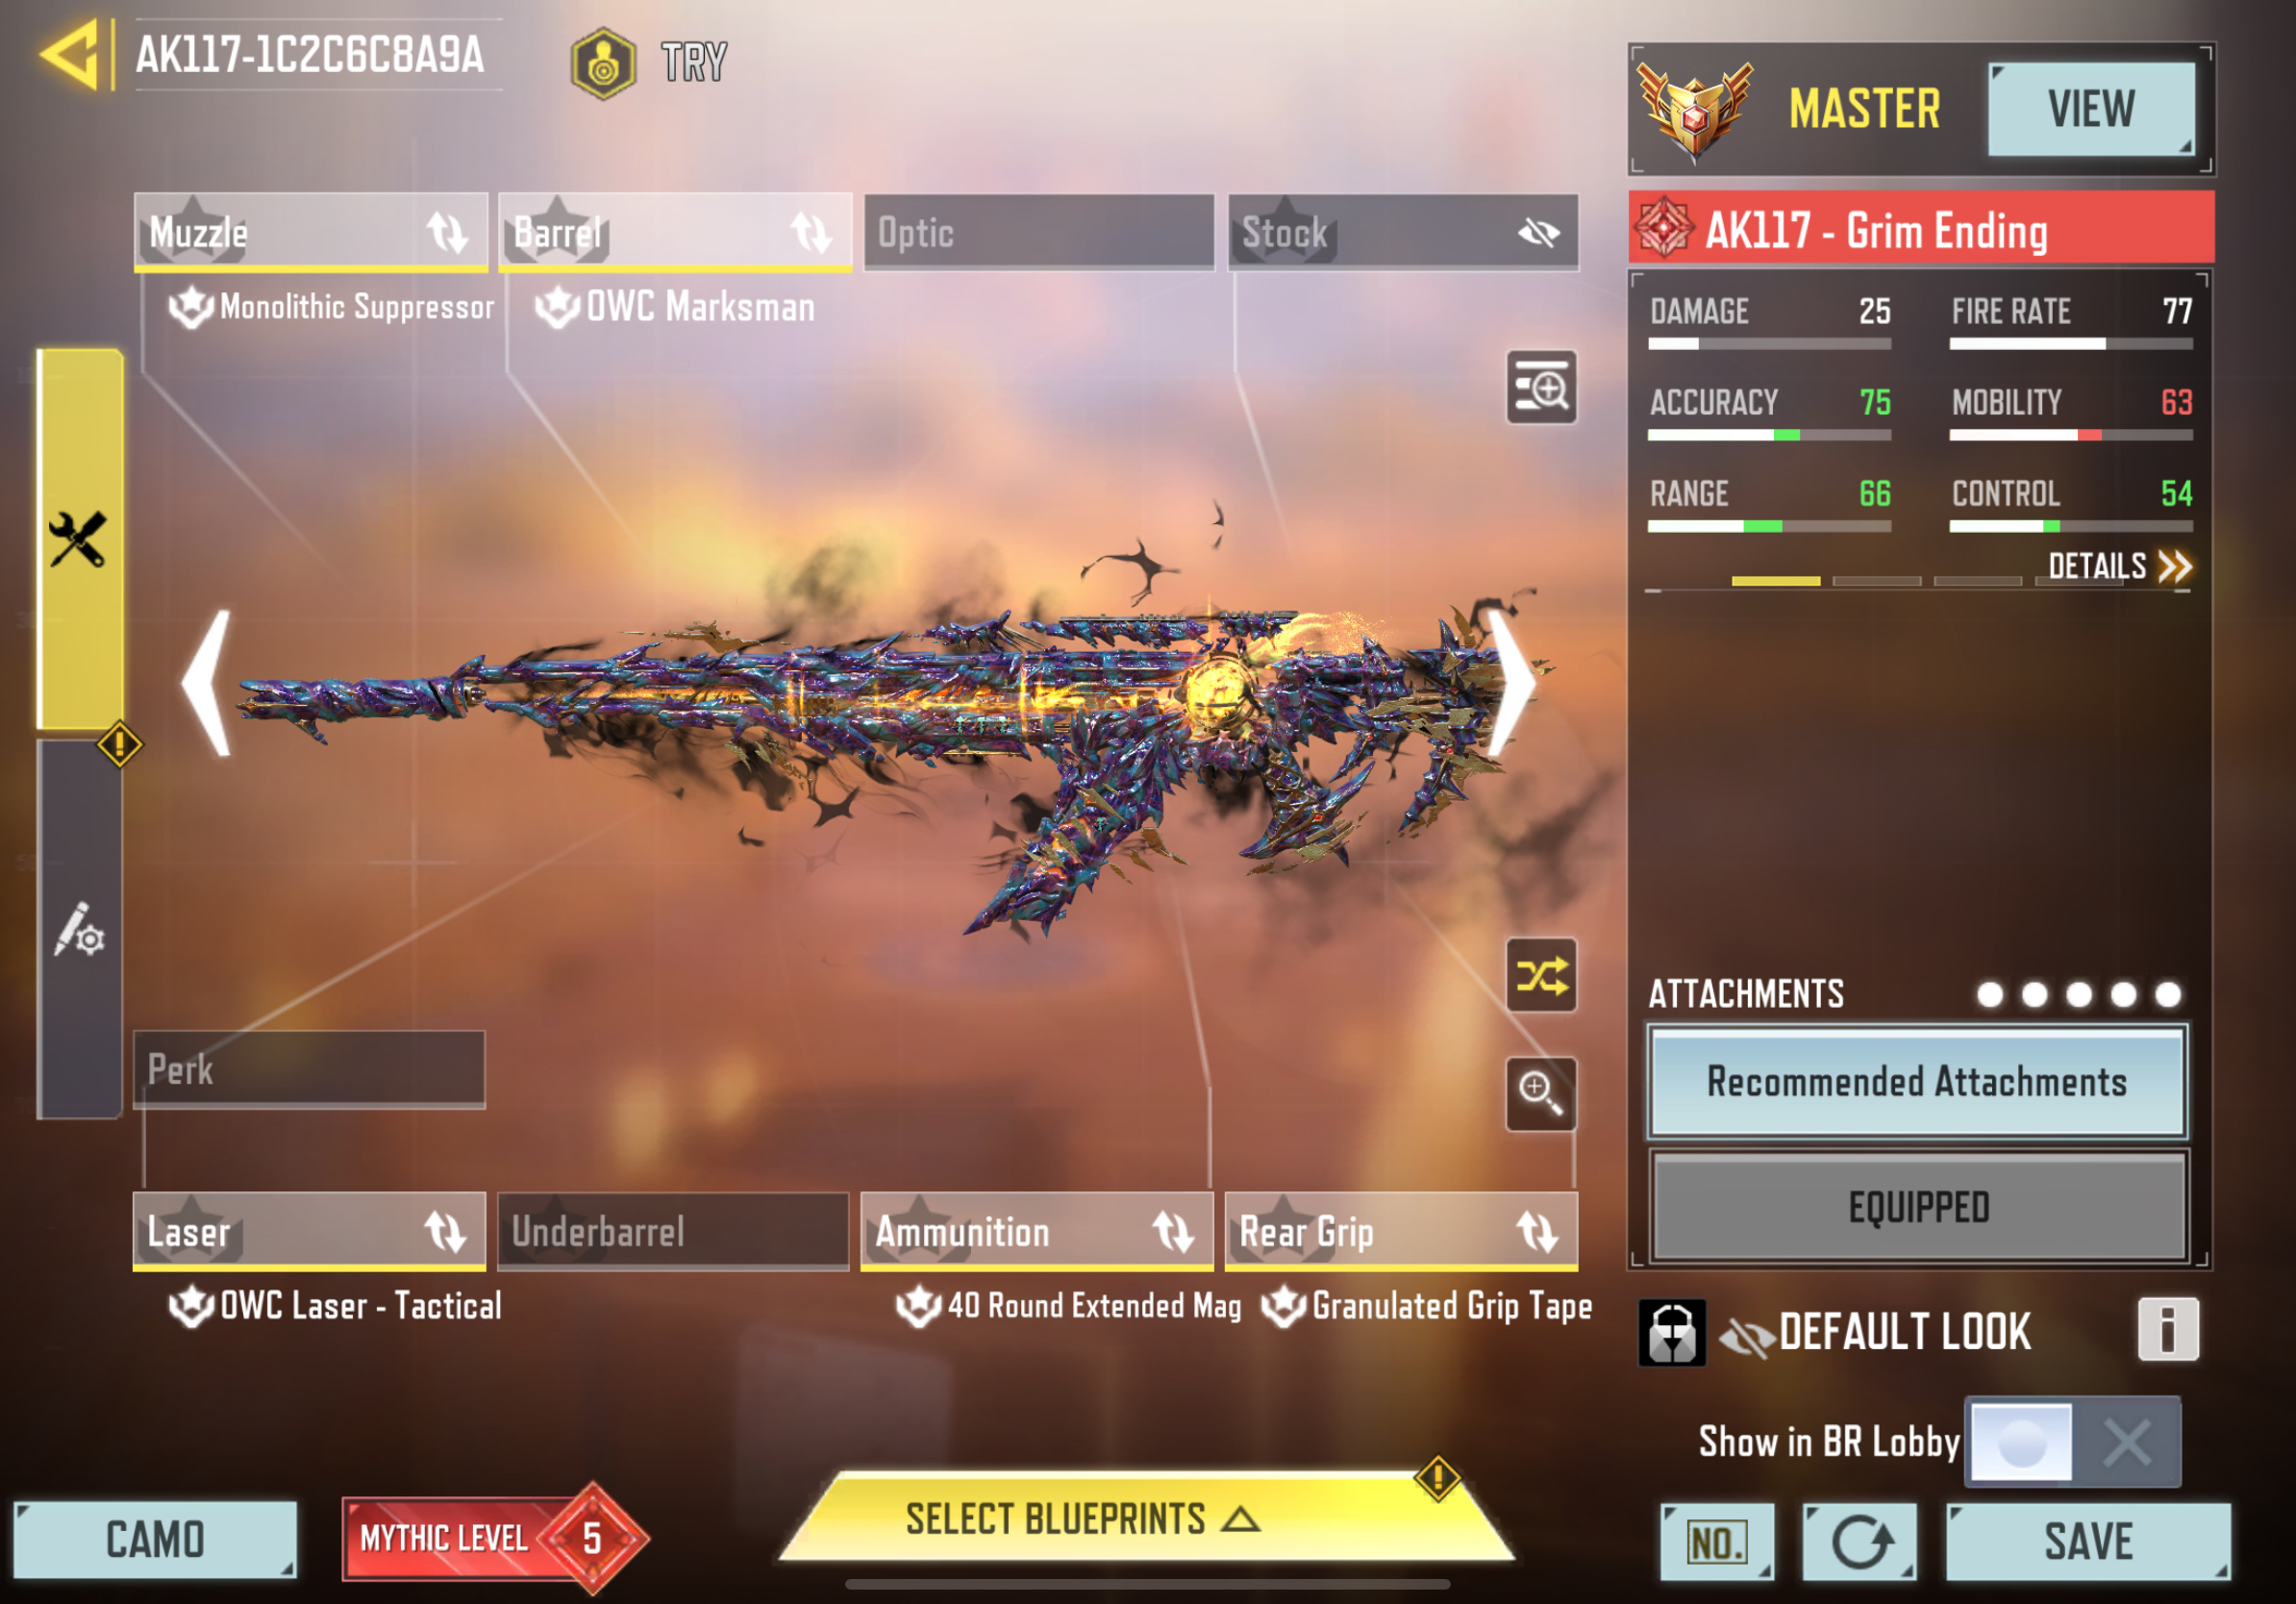 AK117-1C2C6C8A9A
TRY
MASTER
VIEW
Muzzle
Barrel
Optic
Stock
Monolithic Suppressor
OWC Marksman
AK117 - Grim Ending
DAMAGE 25
FIRE RATE 77
ACCURACY 75
MOBILITY 63
RANGE 66
CONTROL 54
DETAILS
ATTACHMENTS
Recommended Attachments
EQUIPPED
Perk
Laser
Underbarrel
Ammunition
Rear Grip
OWC Laser - Tactical
40 Round Extended Mag
Granulated Grip Tape
DEFAULT LOOK
Show in BR Lobby
CAMO
MYTHIC LEVEL 5
SELECT BLUEPRINTS
NO.
SAVE